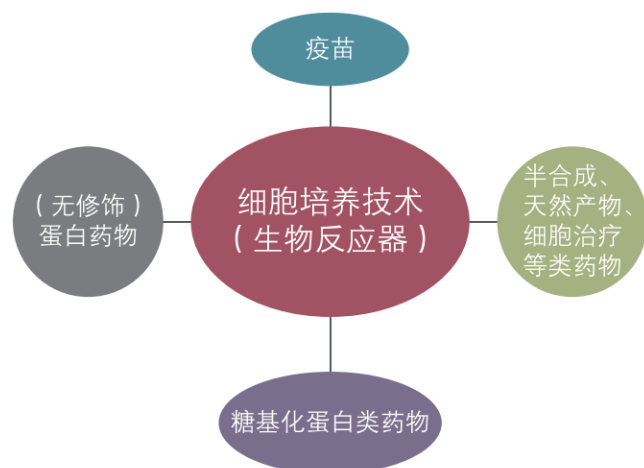 疫苗
（无修饰）
蛋白药物
细胞培养技术
（生物反应器）
半合成、
天然产物、
细胞治疗
等类药物
糖基化蛋白类药物